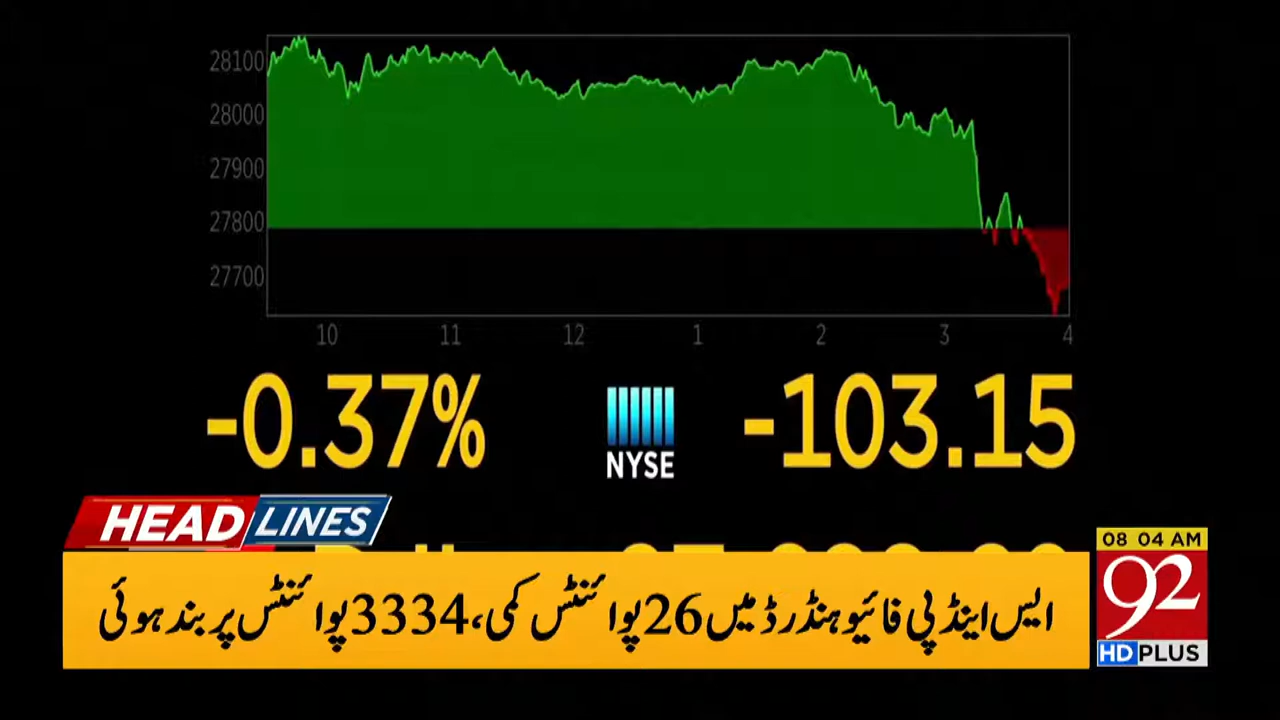 28100
28000
27900
27800
27700
10 11 12 1 2 3 4
-0.37% NYSE -103.15
HEADLINES
08 04 AM
ایس اینڈ پی فائیو ہنڈرڈ میں 26 پوائنٹس کمی، 3334 پوائنٹس پر بند ہوئی
92
HD PLUS